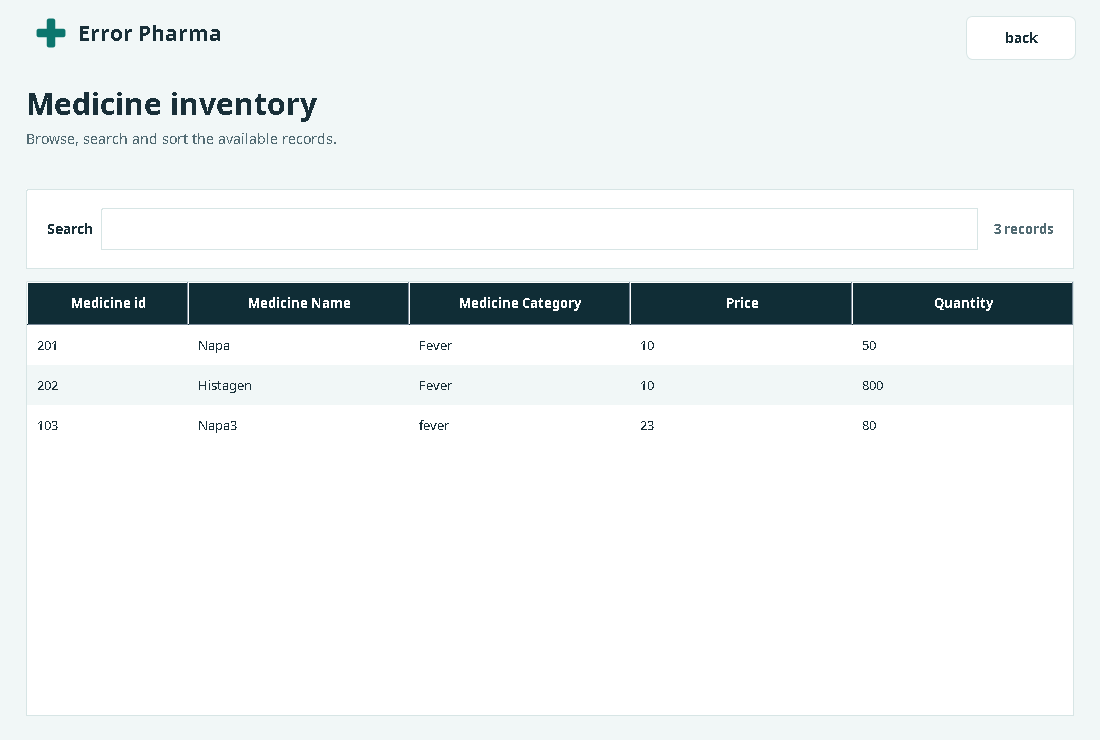 Error Pharma
back
Medicine inventory
Browse, search and sort the available records.
Search
3 records
Medicine id Medicine Name Medicine Category Price Quantity
201 Napa Fever 10 50
202 Histagen Fever 10 800
103 Napa3 fever 23 80